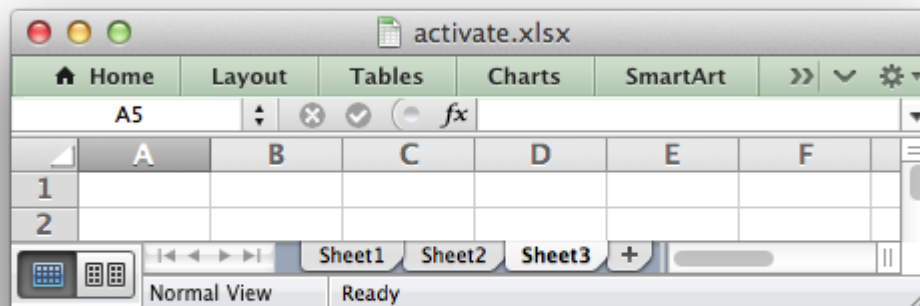 activate.xlsx
Home Layout Tables Charts SmartArt
A5 fx
A B C D E F
1
2
Sheet1 Sheet2 Sheet3 +
Normal View Ready